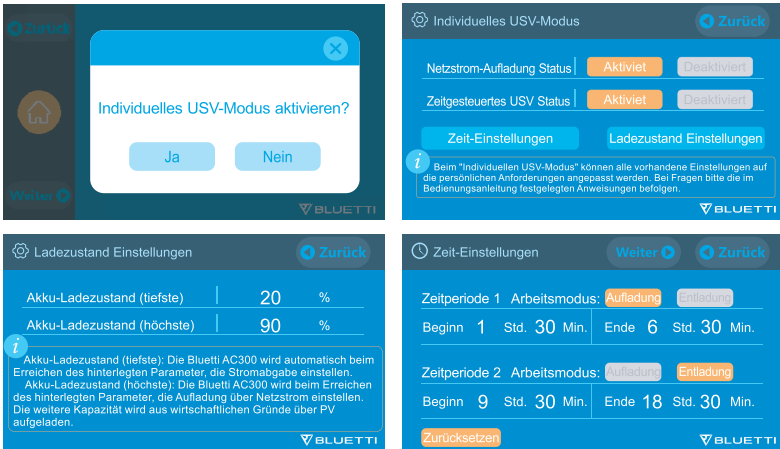 Zurück
Individuelles USV-Modus aktivieren?
Ja
Nein
Weiter
BLUETTI
Individuelles USV-Modus
Zurück
Netzstrom-Aufladung Status
Aktiviet
Deaktiviert
Zeitgesteuertes USV Status
Aktiviet
Deaktiviert
Zeit-Einstellungen
Ladezustand Einstellungen
i
Beim "Individuellen USV-Modus" können alle vorhandene Einstellungen auf
die persönlichen Anforderungen angepasst werden. Bei Fragen bitte die im
Bedienungsanleitung festgelegten Anweisungen befolgen.
BLUETTI
Ladezustand Einstellungen
Zurück
Akku-Ladezustand (tiefste) 20 %
Akku-Ladezustand (höchste) 90 %
i
Akku-Ladezustand (tiefste): Die Bluetti AC300 wird automatisch beim
Erreichen des hinterlegten Parameter, die Stromabgabe einstellen.
Akku-Ladezustand (höchste): Die Bluetti AC300 wird beim Erreichen
des hinterlegten Parameter, die Aufladung über Netzstrom einstellen.
Die weitere Kapazität wird aus wirtschaftlichen Gründe über PV
aufgeladen.
BLUETTI
Zeit-Einstellungen
Weiter
Zurück
Zeitperiode 1 Arbeitsmodus: Aufladung Entladung
Beginn 1 Std. 30 Min. Ende 6 Std. 30 Min.
Zeitperiode 2 Arbeitsmodus: Aufladung Entladung
Beginn 9 Std. 30 Min. Ende 18 Std. 30 Min.
Zurücksetzen
BLUETTI